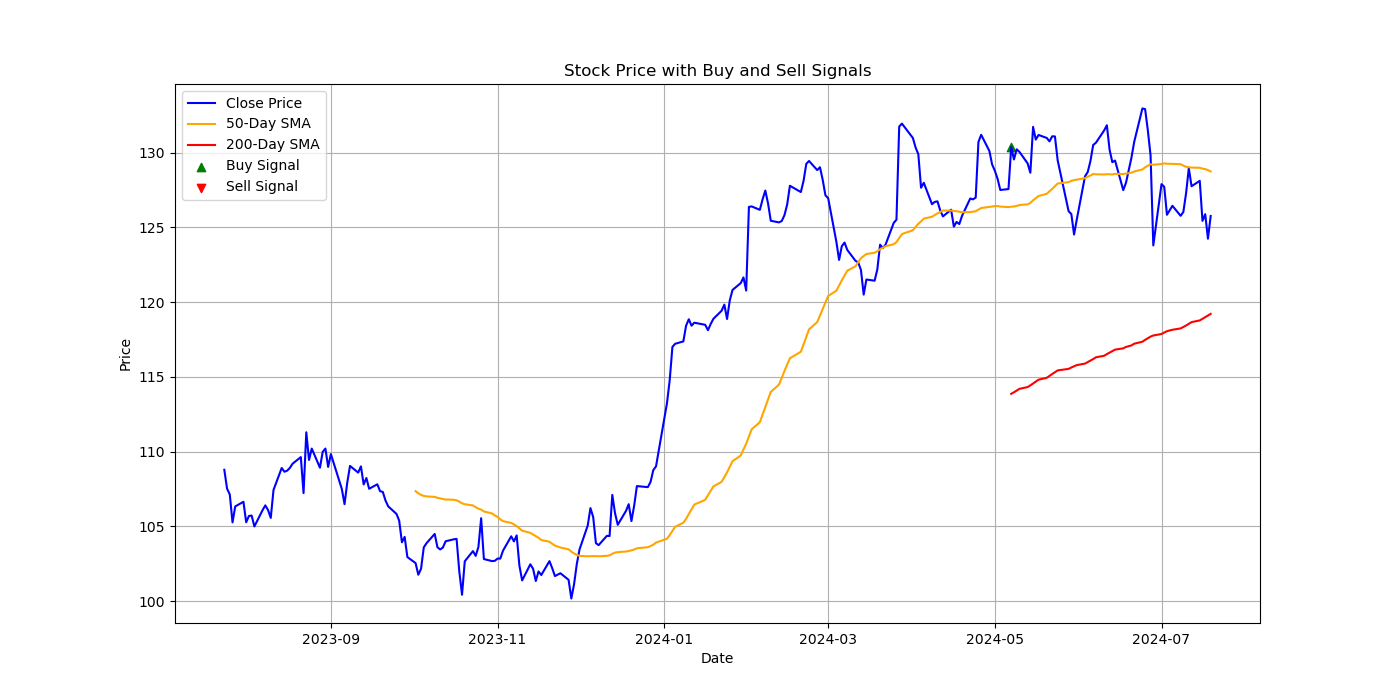 Stock Price with Buy and Sell Signals
Close Price
50-Day SMA
200-Day SMA
Buy Signal
Sell Signal
130
125
120
115
110
105
100
Price
2023-09
2023-11
2024-01
2024-03
2024-05
2024-07
Date